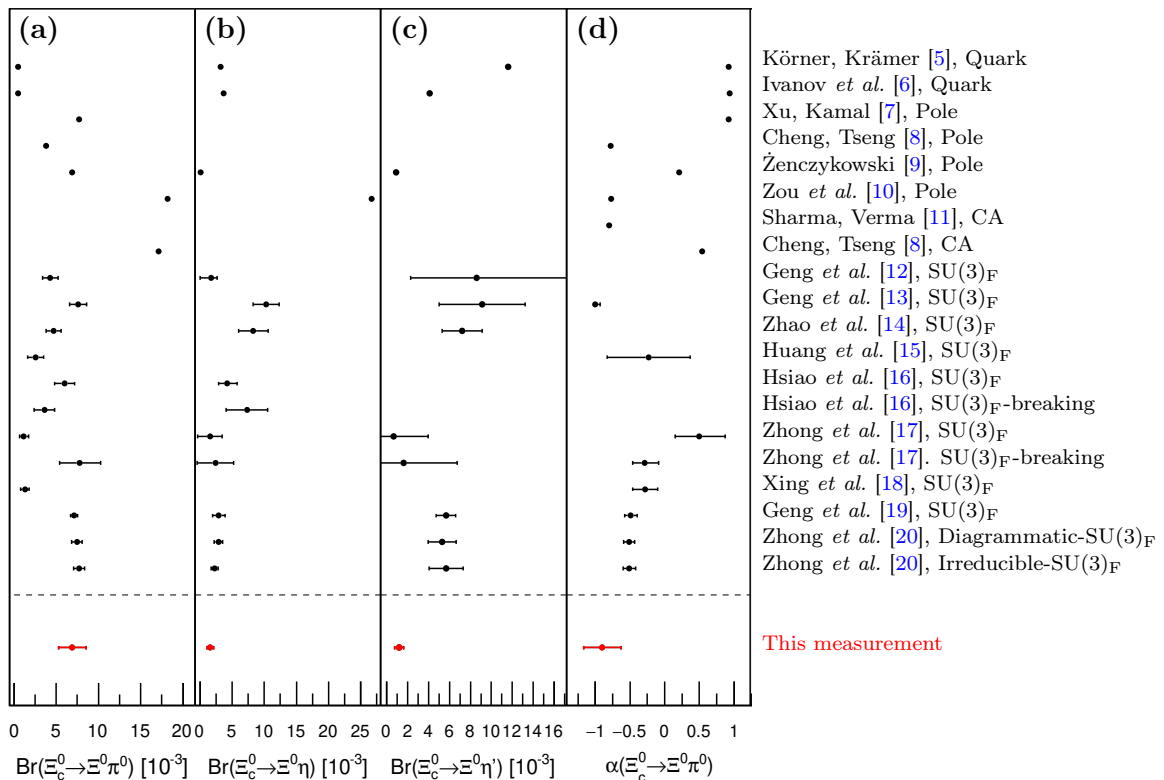 (a) (b) (c) (d)
Körner, Krämer [5], Quark
Ivanov et al. [6], Quark
Xu, Kamal [7], Pole
Cheng, Tseng [8], Pole
Żenczykowski [9], Pole
Zou et al. [10], Pole
Sharma, Verma [11], CA
Cheng, Tseng [8], CA
Geng et al. [12], SU(3)F
Geng et al. [13], SU(3)F
Zhao et al. [14], SU(3)F
Huang et al. [15], SU(3)F
Hsiao et al. [16], SU(3)F
Hsiao et al. [16], SU(3)F-breaking
Zhong et al. [17], SU(3)F
Zhong et al. [17]. SU(3)F-breaking
Xing et al. [18], SU(3)F
Geng et al. [19], SU(3)F
Zhong et al. [20], Diagrammatic-SU(3)F
Zhong et al. [20], Irreducible-SU(3)F
This measurement
0 5 10 15 20 0 5 10 15 20 25 0 2 4 6 8 10 12 14 16 −1 −0.5 0 0.5 1
Br(Ξc⁰→Ξ⁰π⁰) [10⁻³] Br(Ξc⁰→Ξ⁰η) [10⁻³] Br(Ξc⁰→Ξ⁰η') [10⁻³] α(Ξc⁰→Ξ⁰π⁰)